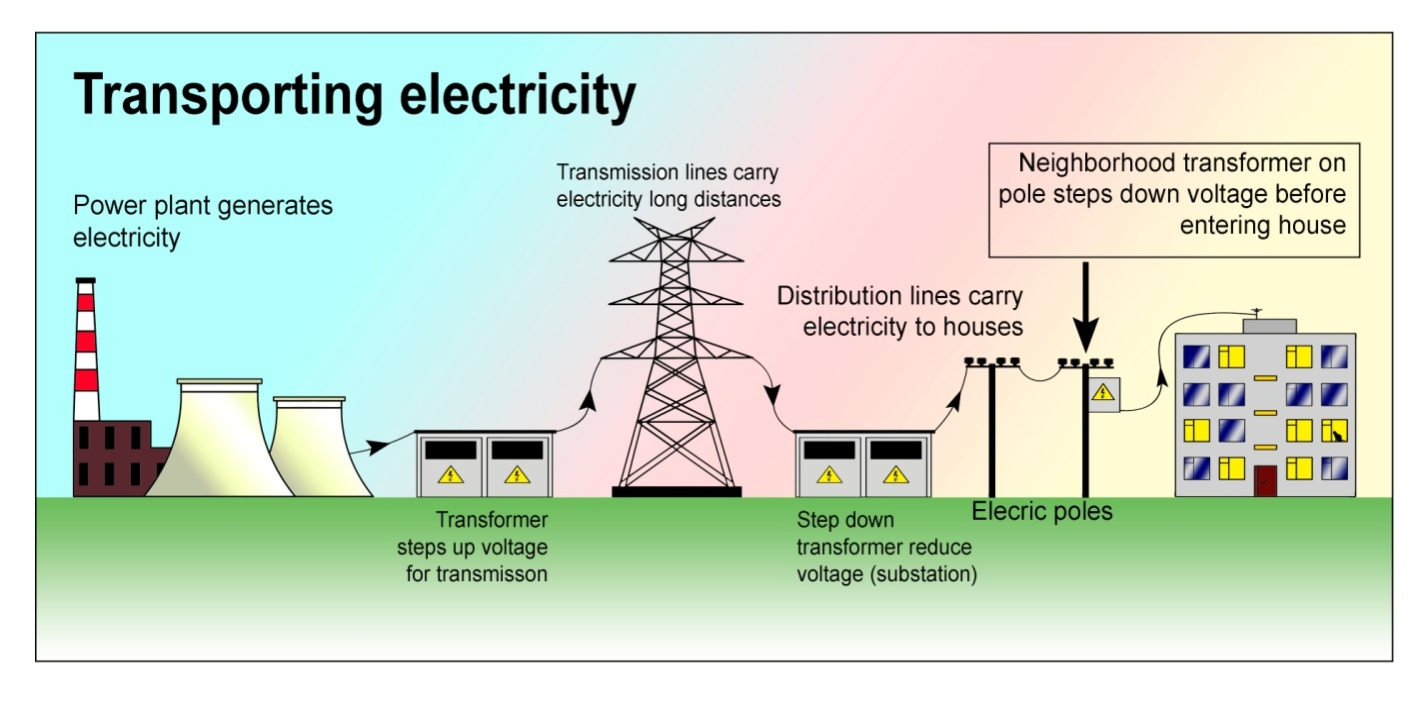 Transporting electricity
Power plant generates
electricity
Transmission lines carry
electricity long distances
Neighborhood transformer on
pole steps down voltage before
entering house
Distribution lines carry
electricity to houses
Transformer
steps up voltage
for transmisson
Step down
transformer reduce
voltage (substation)
Elecric poles